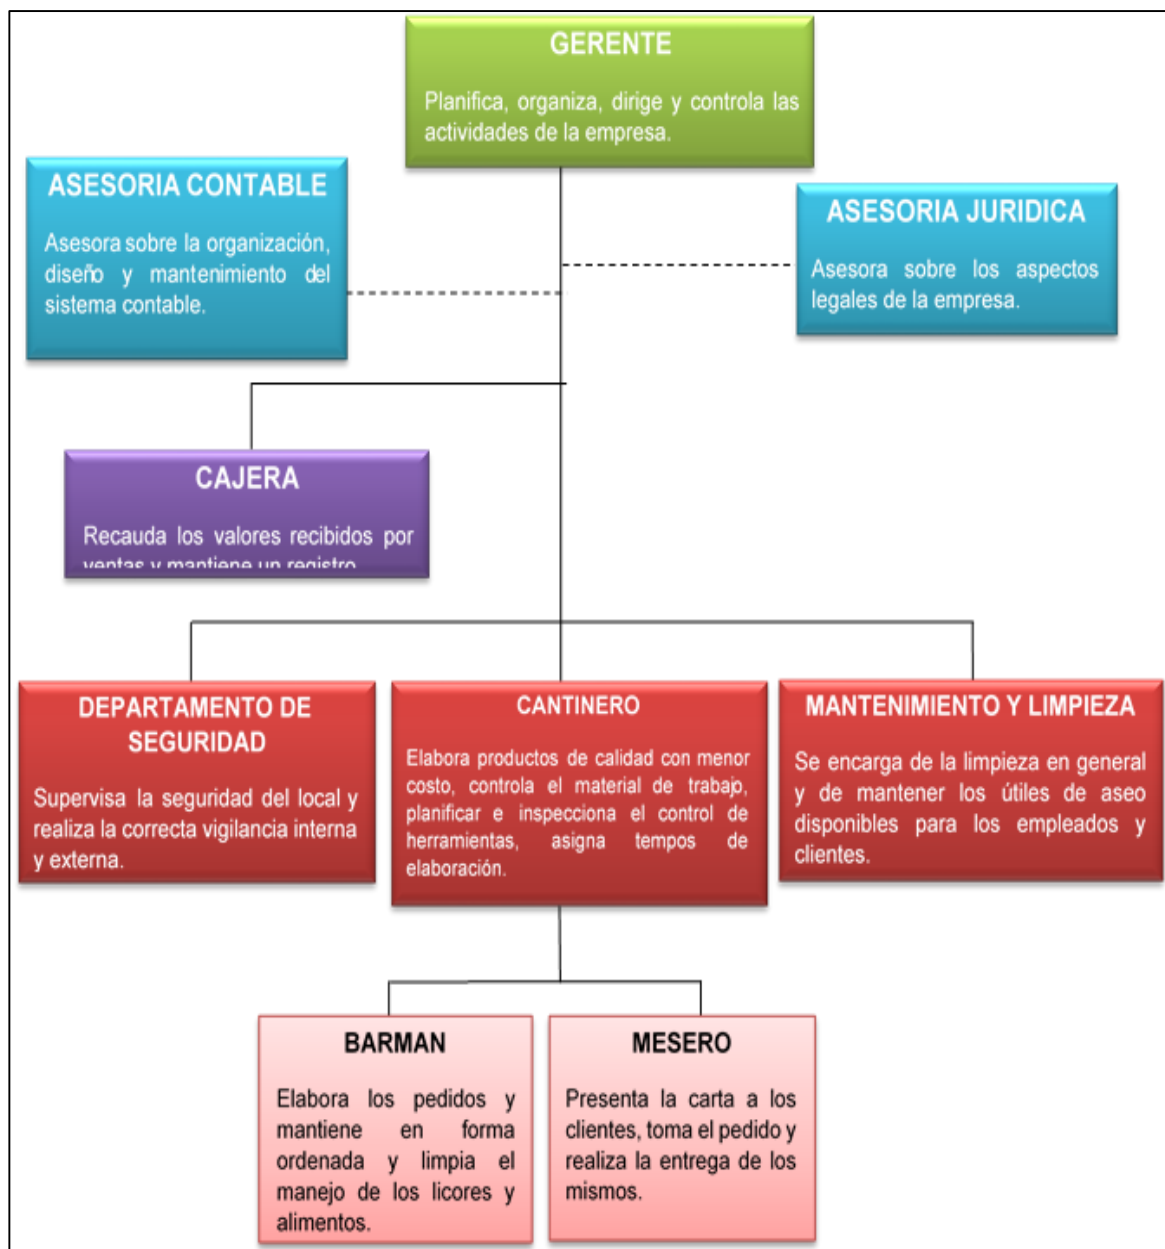 GERENTE
Planifica, organiza, dirige y controla las
actividades de la empresa.
ASESORIA CONTABLE
Asesora sobre la organización,
diseño y mantenimiento del
sistema contable.
ASESORIA JURIDICA
Asesora sobre los aspectos
legales de la empresa.
CAJERA
Recauda los valores recibidos por
ventas y mantiene un registro
DEPARTAMENTO DE
SEGURIDAD
Supervisa la seguridad del local y
realiza la correcta vigilancia interna
y externa.
CANTINERO
Elabora productos de calidad con menor
costo, controla el material de trabajo,
planificar e inspecciona el control de
herramientas, asigna tempos de
elaboración.
MANTENIMIENTO Y LIMPIEZA
Se encarga de la limpieza en general
y de mantener los útiles de aseo
disponibles para los empleados y
clientes.
BARMAN
Elabora los pedidos y
mantiene en forma
ordenada y limpia el
manejo de los licores y
alimentos.
MESERO
Presenta la carta a los
clientes, toma el pedido y
realiza la entrega de los
mismos.